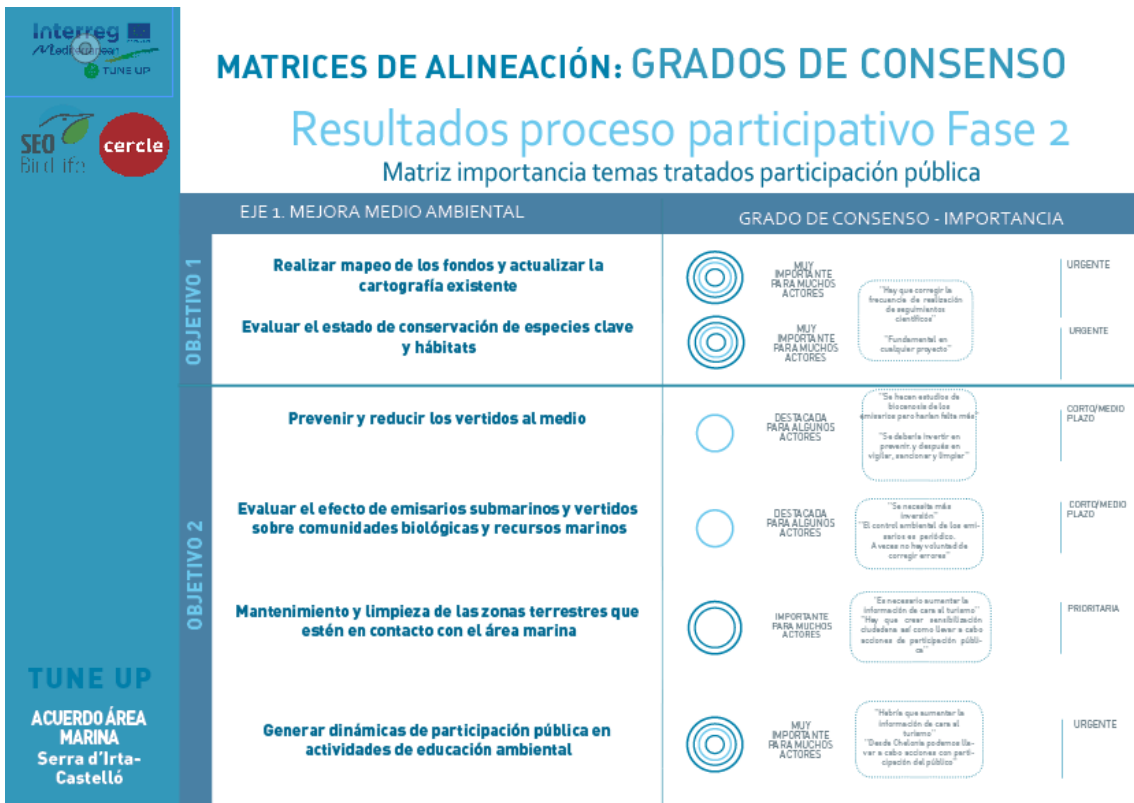 Interreg
Mediterranean
TUNE UP
SEO
BirdLife
cercle
MATRICES DE ALINEACIÓN: GRADOS DE CONSENSO
Resultados proceso participativo Fase 2
Matriz importancia temas tratados participación pública
EJE 1. MEJORA MEDIO AMBIENTAL
GRADO DE CONSENSO - IMPORTANCIA
OBJETIVO 1
Realizar mapeo de los fondos y actualizar la
cartografía existente
MUY
IMPORTANTE
PARA MUCHOS
ACTORES
"Hay que corregir la
frecuencia de realización
de seguimientos
científicos"
"Fundamental en
cualquier proyecto"
URGENTE
Evaluar el estado de conservación de especies clave
y hábitats
MUY
IMPORTANTE
PARA MUCHOS
ACTORES
URGENTE
OBJETIVO 2
Prevenir y reducir los vertidos al medio
DESTACADA
PARA ALGUNOS
ACTORES
"Se hacen estudios de
biocenosis de los
emisarios pero harían falta más"
"Se debería invertir en
prevenir y después en
vigilar, sancionar y limpiar"
CORTO/MEDIO
PLAZO
Evaluar el efecto de emisarios submarinos y vertidos
sobre comunidades biológicas y recursos marinos
DESTACADA
PARA ALGUNOS
ACTORES
"Se necesita más
inversión"
"El control ambiental de los emi-
sarios es periódico.
A veces no hay voluntad de
corregir errores"
CORTO/MEDIO
PLAZO
Mantenimiento y limpieza de las zonas terrestres que
estén en contacto con el área marina
IMPORTANTE
PARA MUCHOS
ACTORES
"Es necesario aumentar la
información de cara al turismo"
"Hay que crear sensibilización
ciudadana así como llevar a cabo
acciones de participación públi-
ca"
PRIORITARIA
Generar dinámicas de participación pública en
actividades de educación ambiental
MUY
IMPORTANTE
PARA MUCHOS
ACTORES
"Habría que aumentar la
información de cara al
turismo"
"Desde Chelonia podemos lle-
var a cabo acciones con parti-
cipación del público"
URGENTE
TUNE UP
ACUERDO ÁREA
MARINA
Serra d'Irta-
Castelló